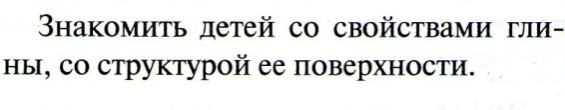 Знакомить детей со свойствами гли-
ны, со структурой ее поверхности.